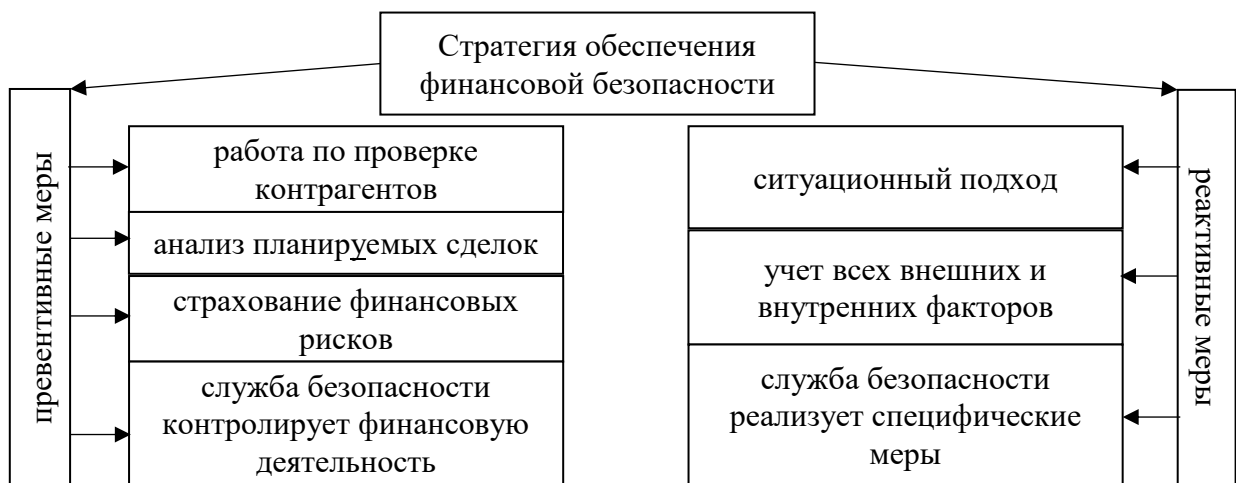 Стратегия обеспечения
финансовой безопасности
превентивные меры
работа по проверке
контрагентов
анализ планируемых сделок
страхование финансовых
рисков
служба безопасности
контролирует финансовую
деятельность
ситуационный подход
учет всех внешних и
внутренних факторов
служба безопасности
реализует специфические
меры
реактивные меры